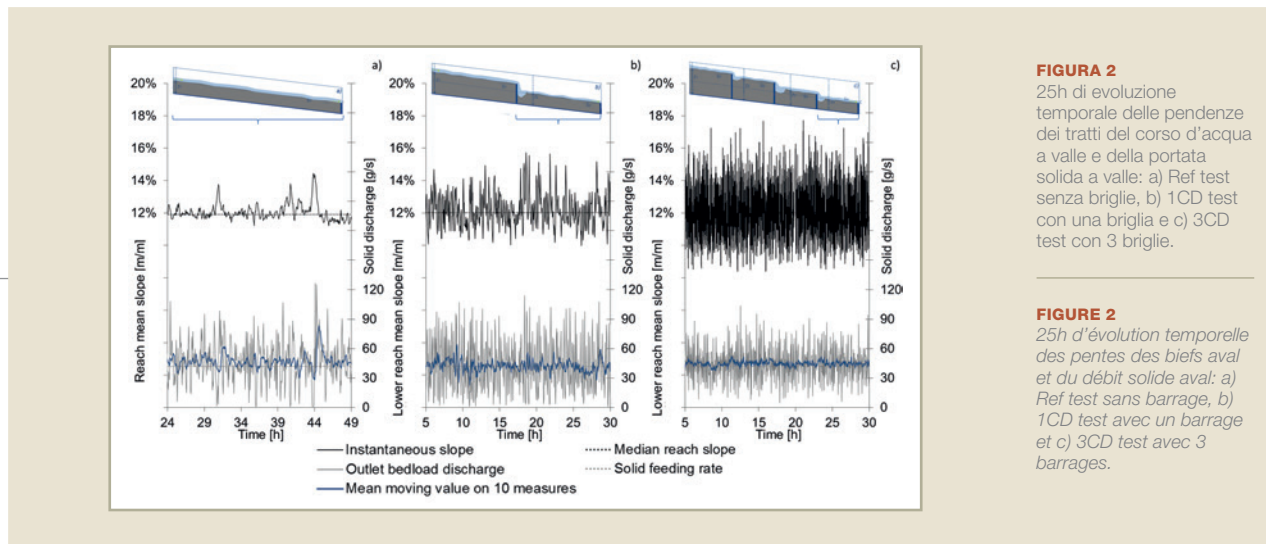 a)
b)
c)
20%
18%
16%
14%
12%
Reach mean slope [m/m]
Solid discharge [g/s]
120
90
60
30
0
24 29 34 39 44 49
Time [h]
20%
18%
16%
14%
12%
Lower reach mean slope [m/m]
Solid discharge [g/s]
120
90
60
30
0
5 10 15 20 25 30
Time [h]
20%
18%
16%
14%
12%
Lower reach mean slope [m/m]
Solid discharge [g/s]
120
90
60
30
0
5 10 15 20 25 30
Time [h]
Instantaneous slope
Median reach slope
Outlet bedload discharge
Solid feeding rate
Mean moving value on 10 measures
FIGURA 2
25h di evoluzione
temporale delle pendenze
dei tratti del corso d'acqua
a valle e della portata
solida a valle: a) Ref test
senza briglie, b) 1CD test
con una briglia e c) 3CD
test con 3 briglie.
FIGURE 2
25h d'évolution temporelle
des pentes des biefs aval
et du débit solide aval: a)
Ref test sans barrage, b)
1CD test avec un barrage
et c) 3CD test avec 3
barrages.